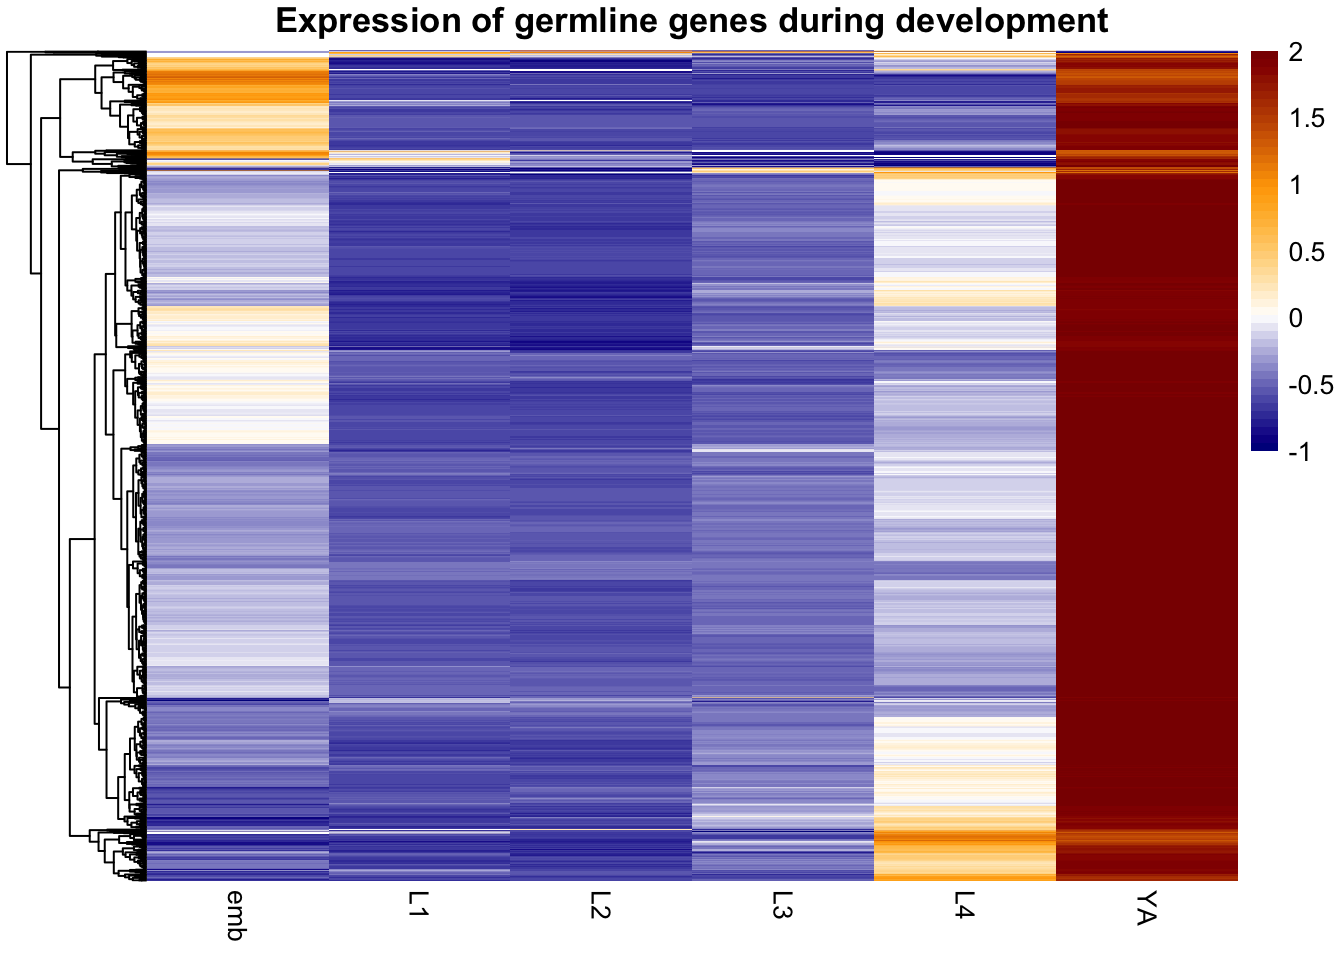 Expression of germline genes during development
2
1.5
1
0.5
0
-0.5
-1
emb
L1
L2
L3
L4
YA